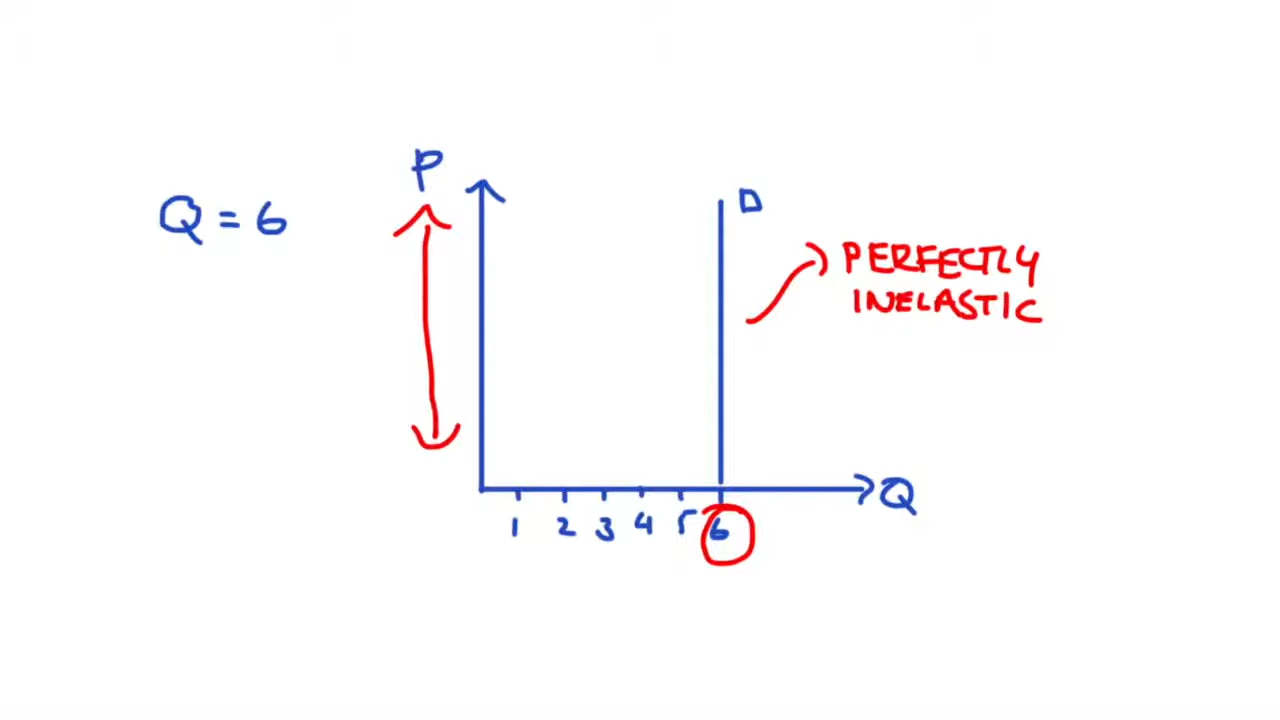 P
Q = 6
D
PERFECTLY
INELASTIC
Q
1 2 3 4 5 6